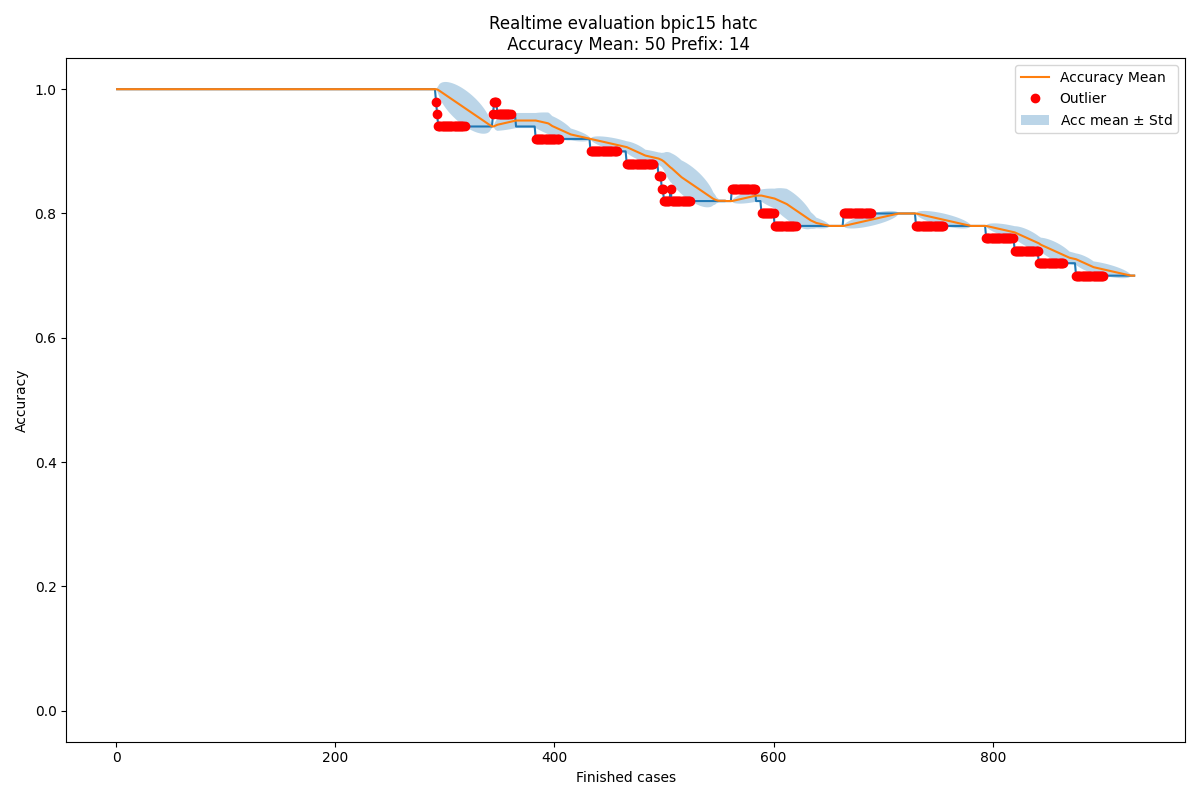 Realtime evaluation bpic15 hatc
Accuracy Mean: 50 Prefix: 14
Accuracy Mean
Outlier
Acc mean ± Std
Accuracy
1.0
0.8
0.6
0.4
0.2
0.0
0 200 400 600 800
Finished cases